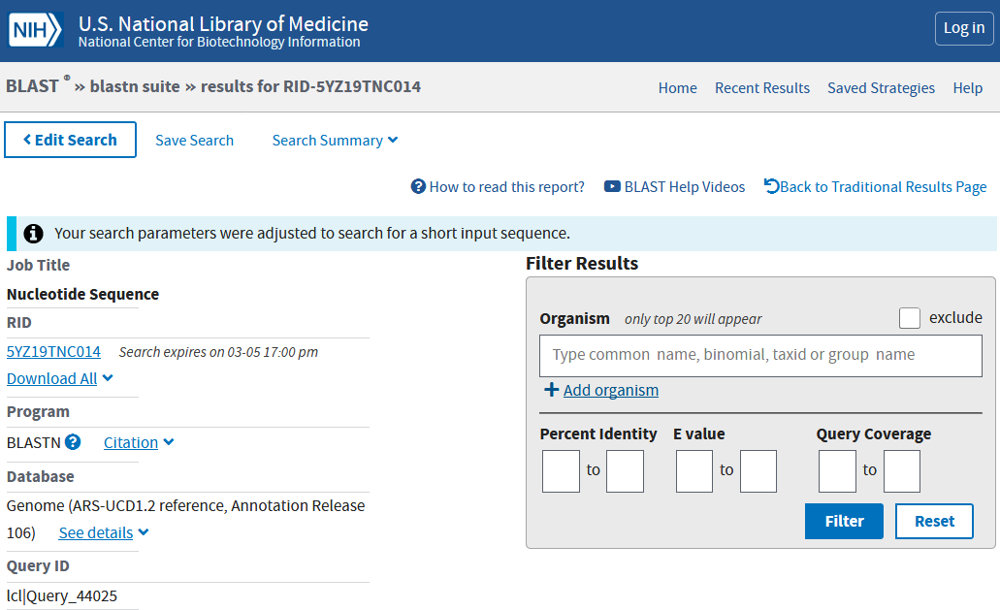 NIH
U.S. National Library of Medicine
National Center for Biotechnology Information
Log in
BLAST ® » blastn suite » results for RID-5YZ19TNC014
Home Recent Results Saved Strategies Help
Edit Search Save Search Search Summary
How to read this report? BLAST Help Videos Back to Traditional Results Page
Your search parameters were adjusted to search for a short input sequence.
Job Title
Nucleotide Sequence
RID
5YZ19TNC014 Search expires on 03-05 17:00 pm
Download All
Program
BLASTN Citation
Database
Genome (ARS-UCD1.2 reference, Annotation Release
106) See details
Query ID
lcl|Query_44025
Filter Results
Organism only top 20 will appear exclude
Type common name, binomial, taxid or group name
Add organism
Percent Identity E value Query Coverage
to to to
Filter Reset